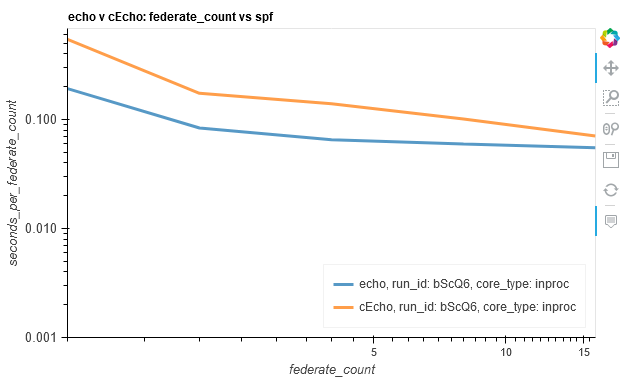 echo v cEcho: federate_count vs spf
seconds_per_federate_count
0.100
0.010
0.001
echo, run_id: bScQ6, core_type: inproc
cEcho, run_id: bScQ6, core_type: inproc
5
10
15
federate_count